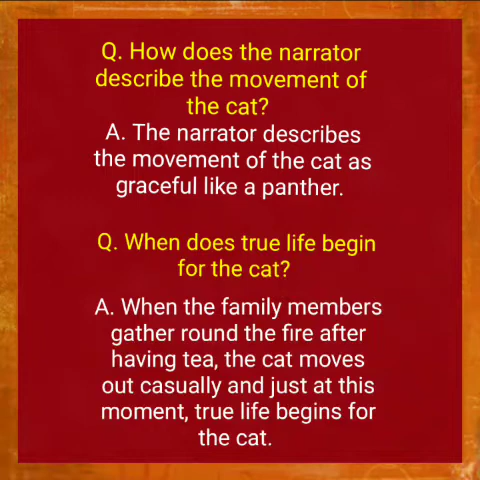 Q. How does the narrator
describe the movement of
the cat?
A. The narrator describes
the movement of the cat as
graceful like a panther.
Q. When does true life begin
for the cat?
A. When the family members
gather round the fire after
having tea, the cat moves
out casually and just at this
moment, true life begins for
the cat.